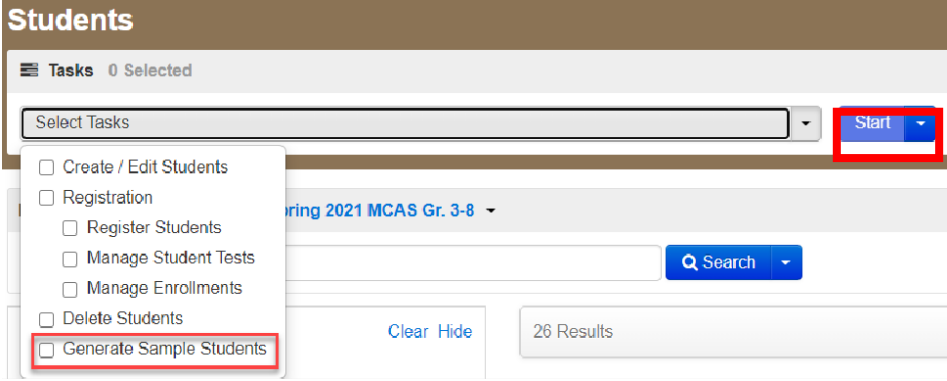 Students
Tasks 0 Selected
Select Tasks
Start
Create / Edit Students
Registration
Register Students
Manage Student Tests
Manage Enrollments
Delete Students
Generate Sample Students
ring 2021 MCAS Gr. 3-8
Search
Clear Hide
26 Results